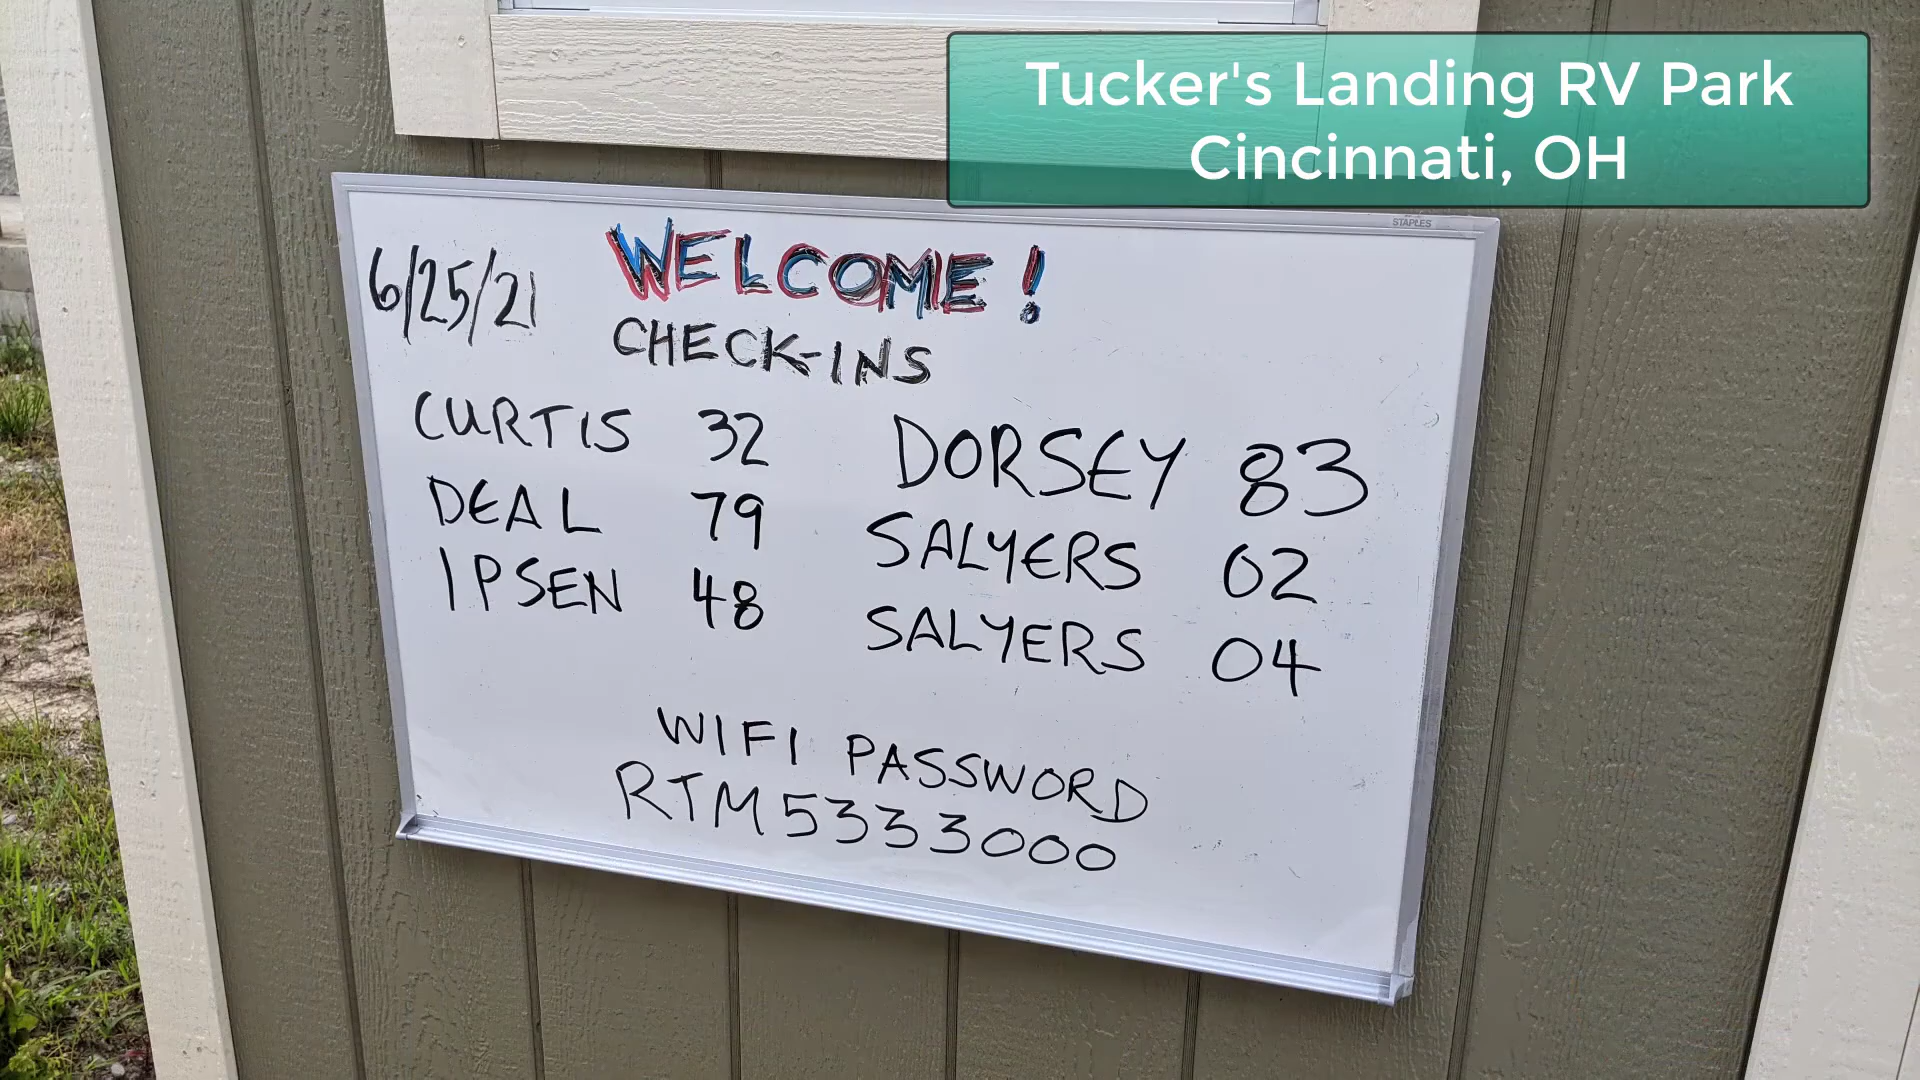 Tucker's Landing RV Park
Cincinnati, OH
STAPLES
6/25/21
WELCOME!
CHECK-INS
CURTIS 32
DEAL 79
IPSEN 48
DORSEY 83
SALYERS 02
SALYERS 04
WIFI PASSWORD
RTM5333000